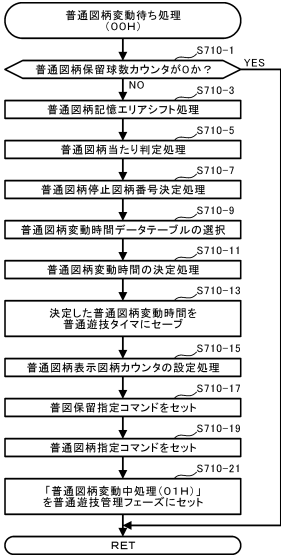 普通図柄変動待ち処理
(00H)
S710-1
普通図柄保留球数カウンタが0か?
YES
NO
S710-3
普通図柄記憶エリアシフト処理
S710-5
普通図柄当たり判定処理
S710-7
普通図柄停止図柄番号決定処理
S710-9
普通図柄変動時間データテーブルの選択
S710-11
普通図柄変動時間の決定処理
S710-13
決定した普通図柄変動時間を
普通遊技タイマにセーブ
S710-15
普通図柄表示図柄カウンタの設定処理
S710-17
普図保留指定コマンドをセット
S710-19
普通図柄指定コマンドをセット
S710-21
「普通図柄変動中処理(01H)」
を普通遊技管理フェーズにセット
RET